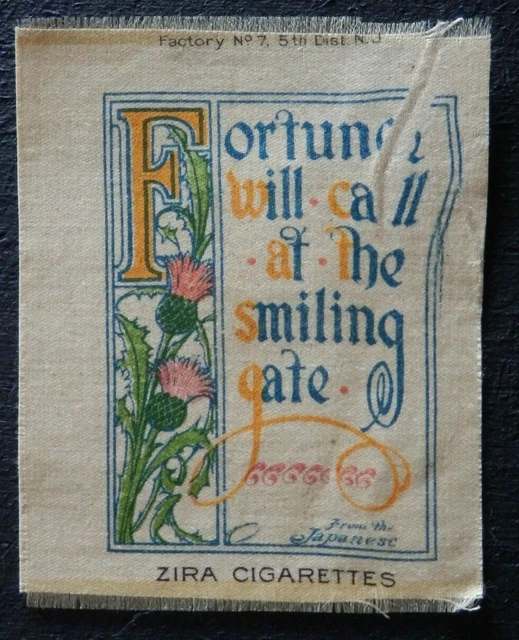 Factory Nº 7, 5th Dist. N.J
Fortune
will · call
· at · the
smiling
gate ·
From the
Japanese
ZIRA CIGARETTES